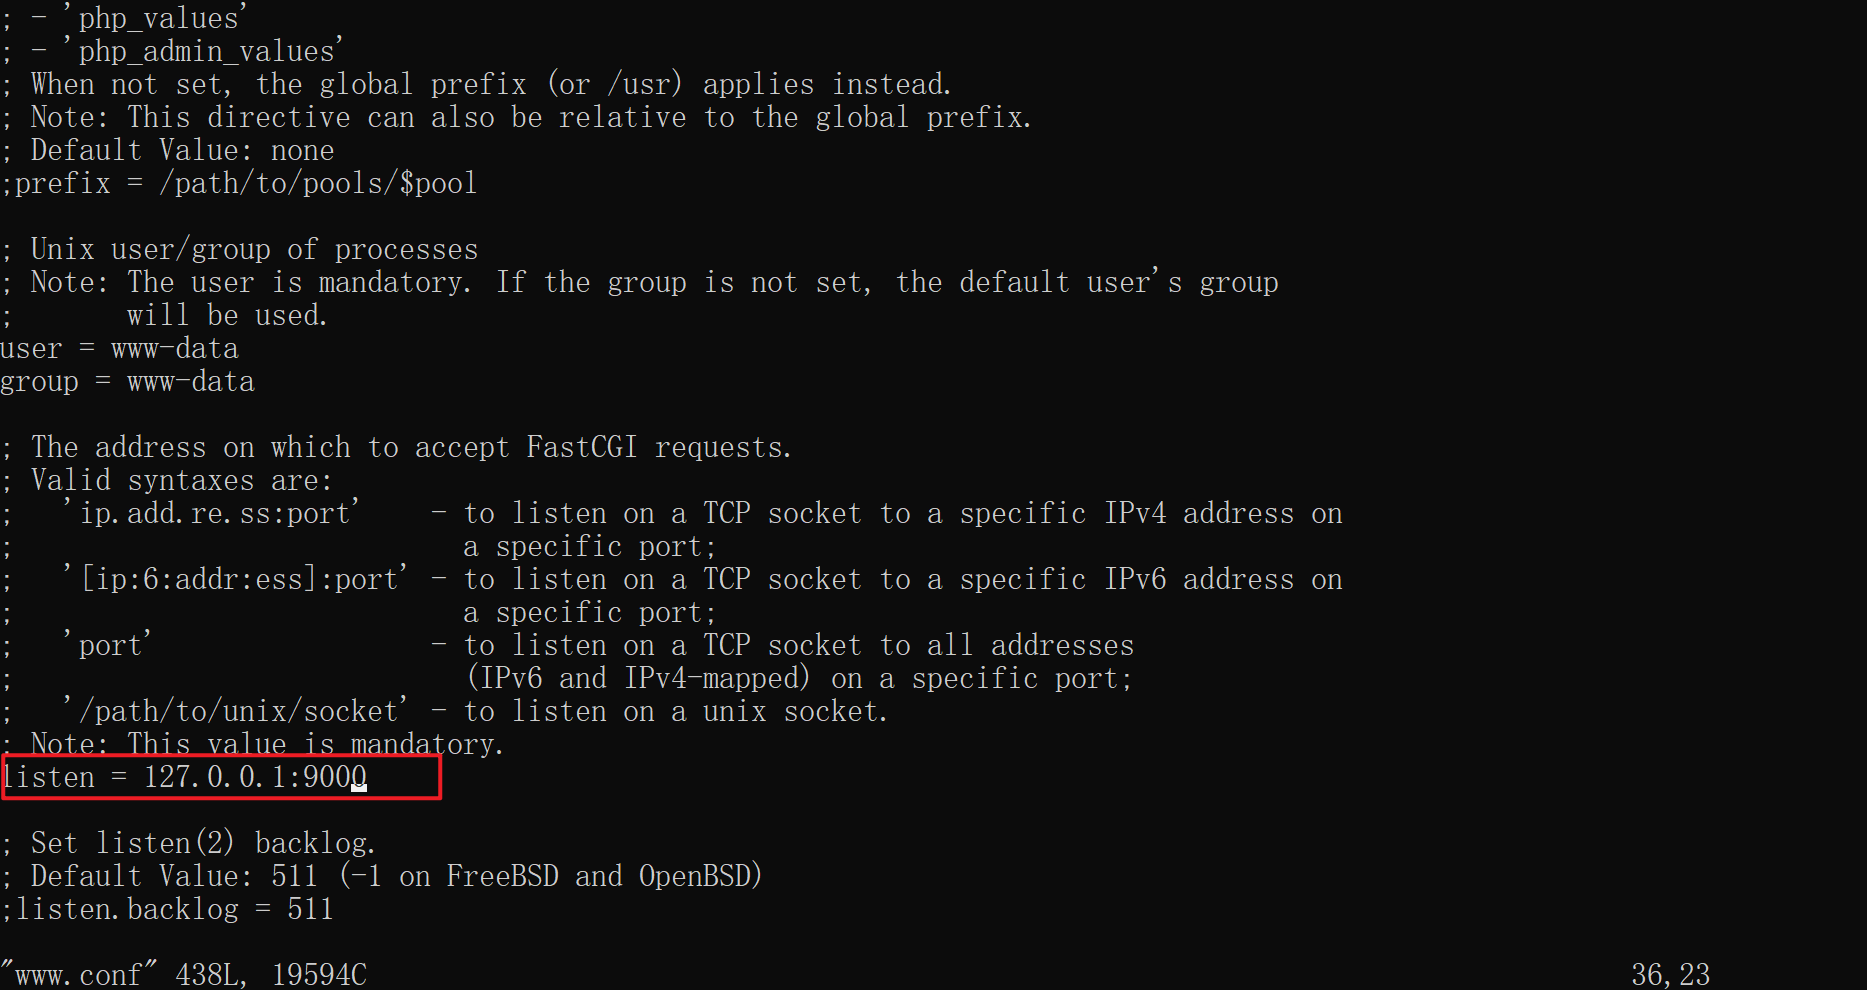 ; - 'php_values'
; - 'php_admin_values'
; When not set, the global prefix (or /usr) applies instead.
; Note: This directive can also be relative to the global prefix.
; Default Value: none
;prefix = /path/to/pools/$pool
; Unix user/group of processes
; Note: The user is mandatory. If the group is not set, the default user's group
;       will be used.
user = www-data
group = www-data
; The address on which to accept FastCGI requests.
; Valid syntaxes are:
;   'ip.add.re.ss:port'    - to listen on a TCP socket to a specific IPv4 address on
;                            a specific port;
;   '[ip:6:addr:ess]:port' - to listen on a TCP socket to a specific IPv6 address on
;                            a specific port;
;   'port'                 - to listen on a TCP socket to all addresses
;                            (IPv6 and IPv4-mapped) on a specific port;
;   '/path/to/unix/socket' - to listen on a unix socket.
; Note: This value is mandatory.
listen = 127.0.0.1:9000
; Set listen(2) backlog.
; Default Value: 511 (-1 on FreeBSD and OpenBSD)
;listen.backlog = 511
"www.conf" 438L, 19594C 36,23